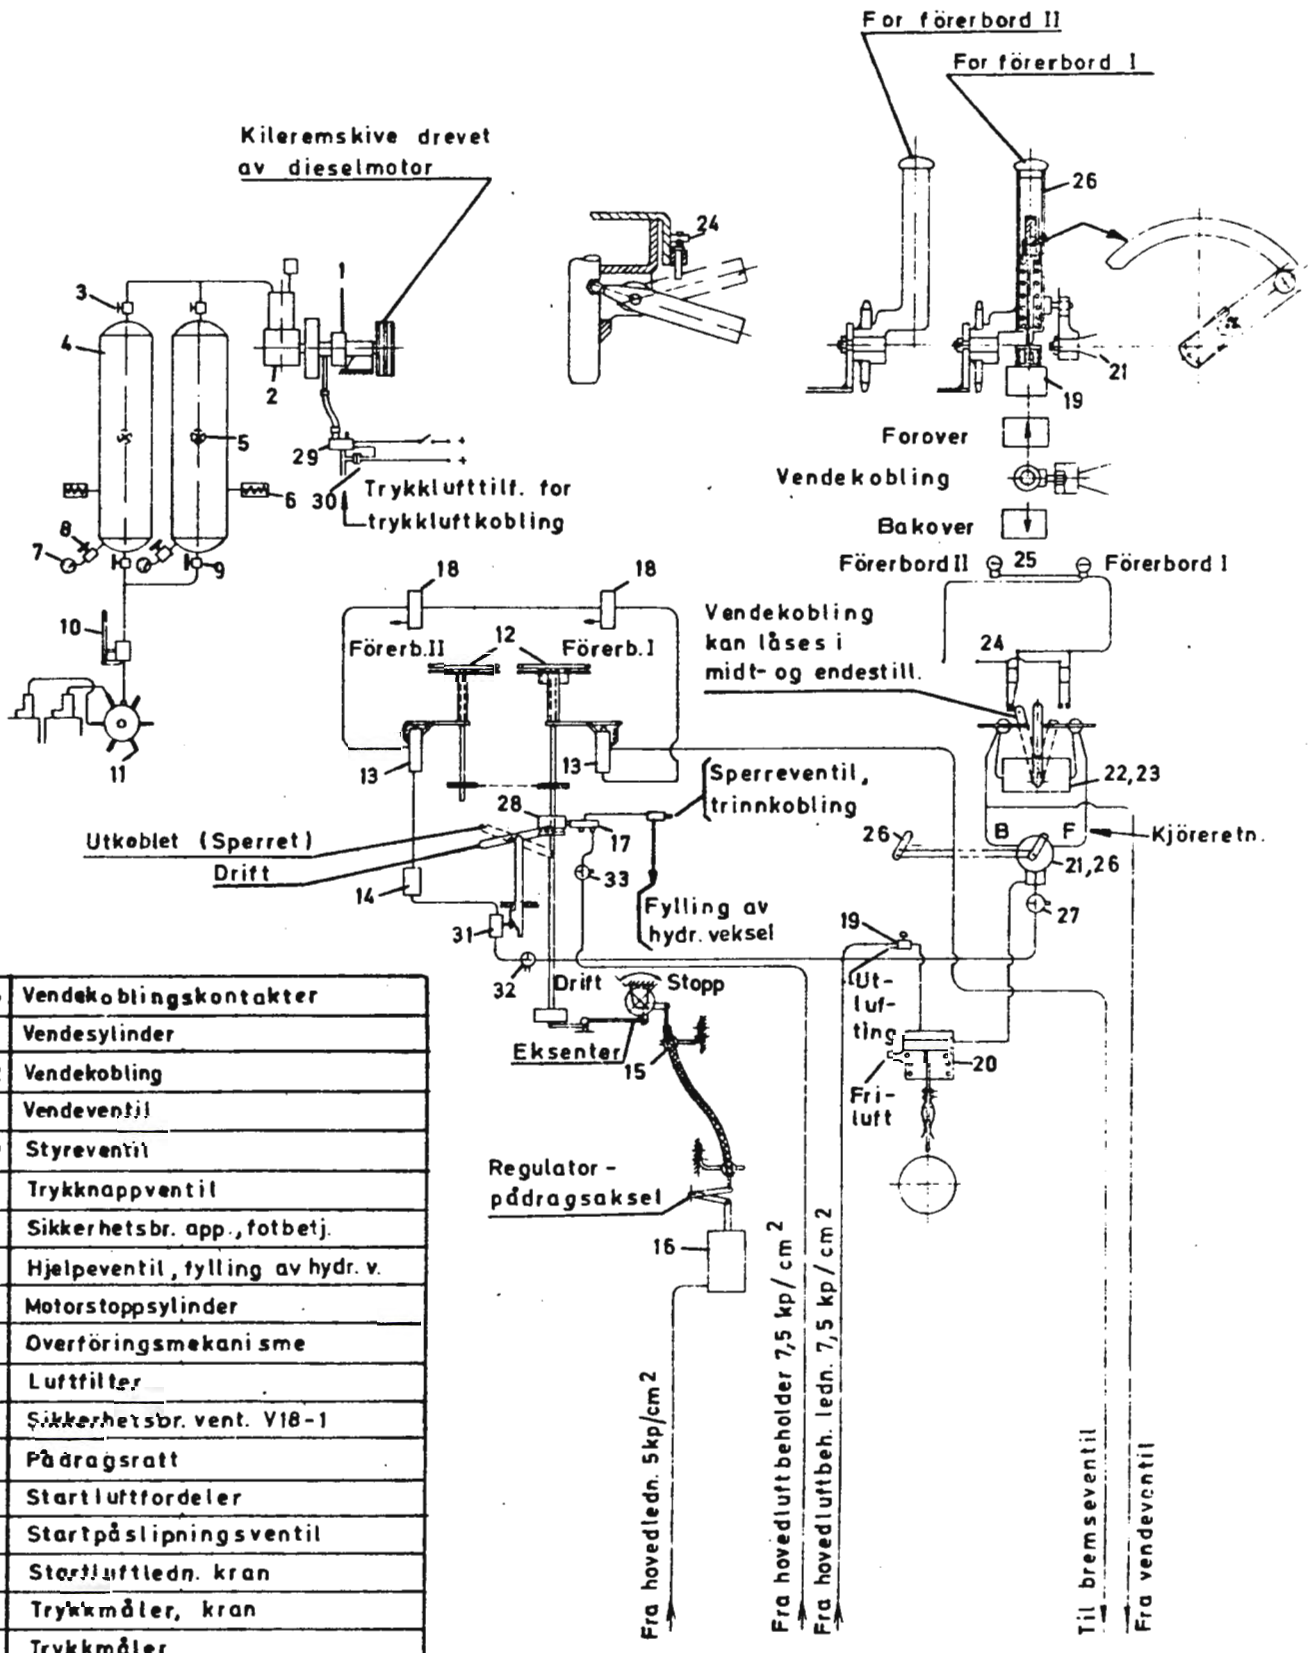 For förerbord II
For förerbord I
Kileremskive drevet
av dieselmotor
26
24
1
3
4
2
21
19
5
29
Forover
6
30
Trykklufttilf. for
trykkluftkobling
Vendekobling
8
7
9
Bakover
18
18
Förerbord II
25
Förerbord I
10
Förerb.II
12
Förerb.I
Vendekobling
kan låses i
midt- og endestill.
24
11
13
13
Sperreventil,
trinnkobling
22,23
28
B
F
Kjöreretn.
Utkoblet (Sperret)
17
26
Drift
21,26
14
33
Fylling av
hydr. veksel
27
31
19
32
Drift
Stopp
Ut-
luf-
ting
Eksenter
15
20
Fri-
luft
Regulator-
pådragsaksel
16
Vendekoblingskontakter
Vendesylinder
Vendekobling
Vendeventil
Styreventil
Trykknappventil
Sikkerhetsbr. app., fotbetj.
Hjelpeventil, fylling av hydr. v.
Motorstoppsylinder
Overföringsmekanisme
Luftfilter
Sikkerhetsbr. vent. V18-1
Pådragsratt
Startluftfordeler
Startpåslipningsventil
Startluftledn. kran
Trykkmåler, kran
Trykkmåler
Fra hovedledn. 5kp/cm2
Fra hovedluftbeholder 7,5 kp/cm2
Fra hovedluftbeh. ledn. 7,5 kp/cm2
Til bremseventil
Fra vendeventil